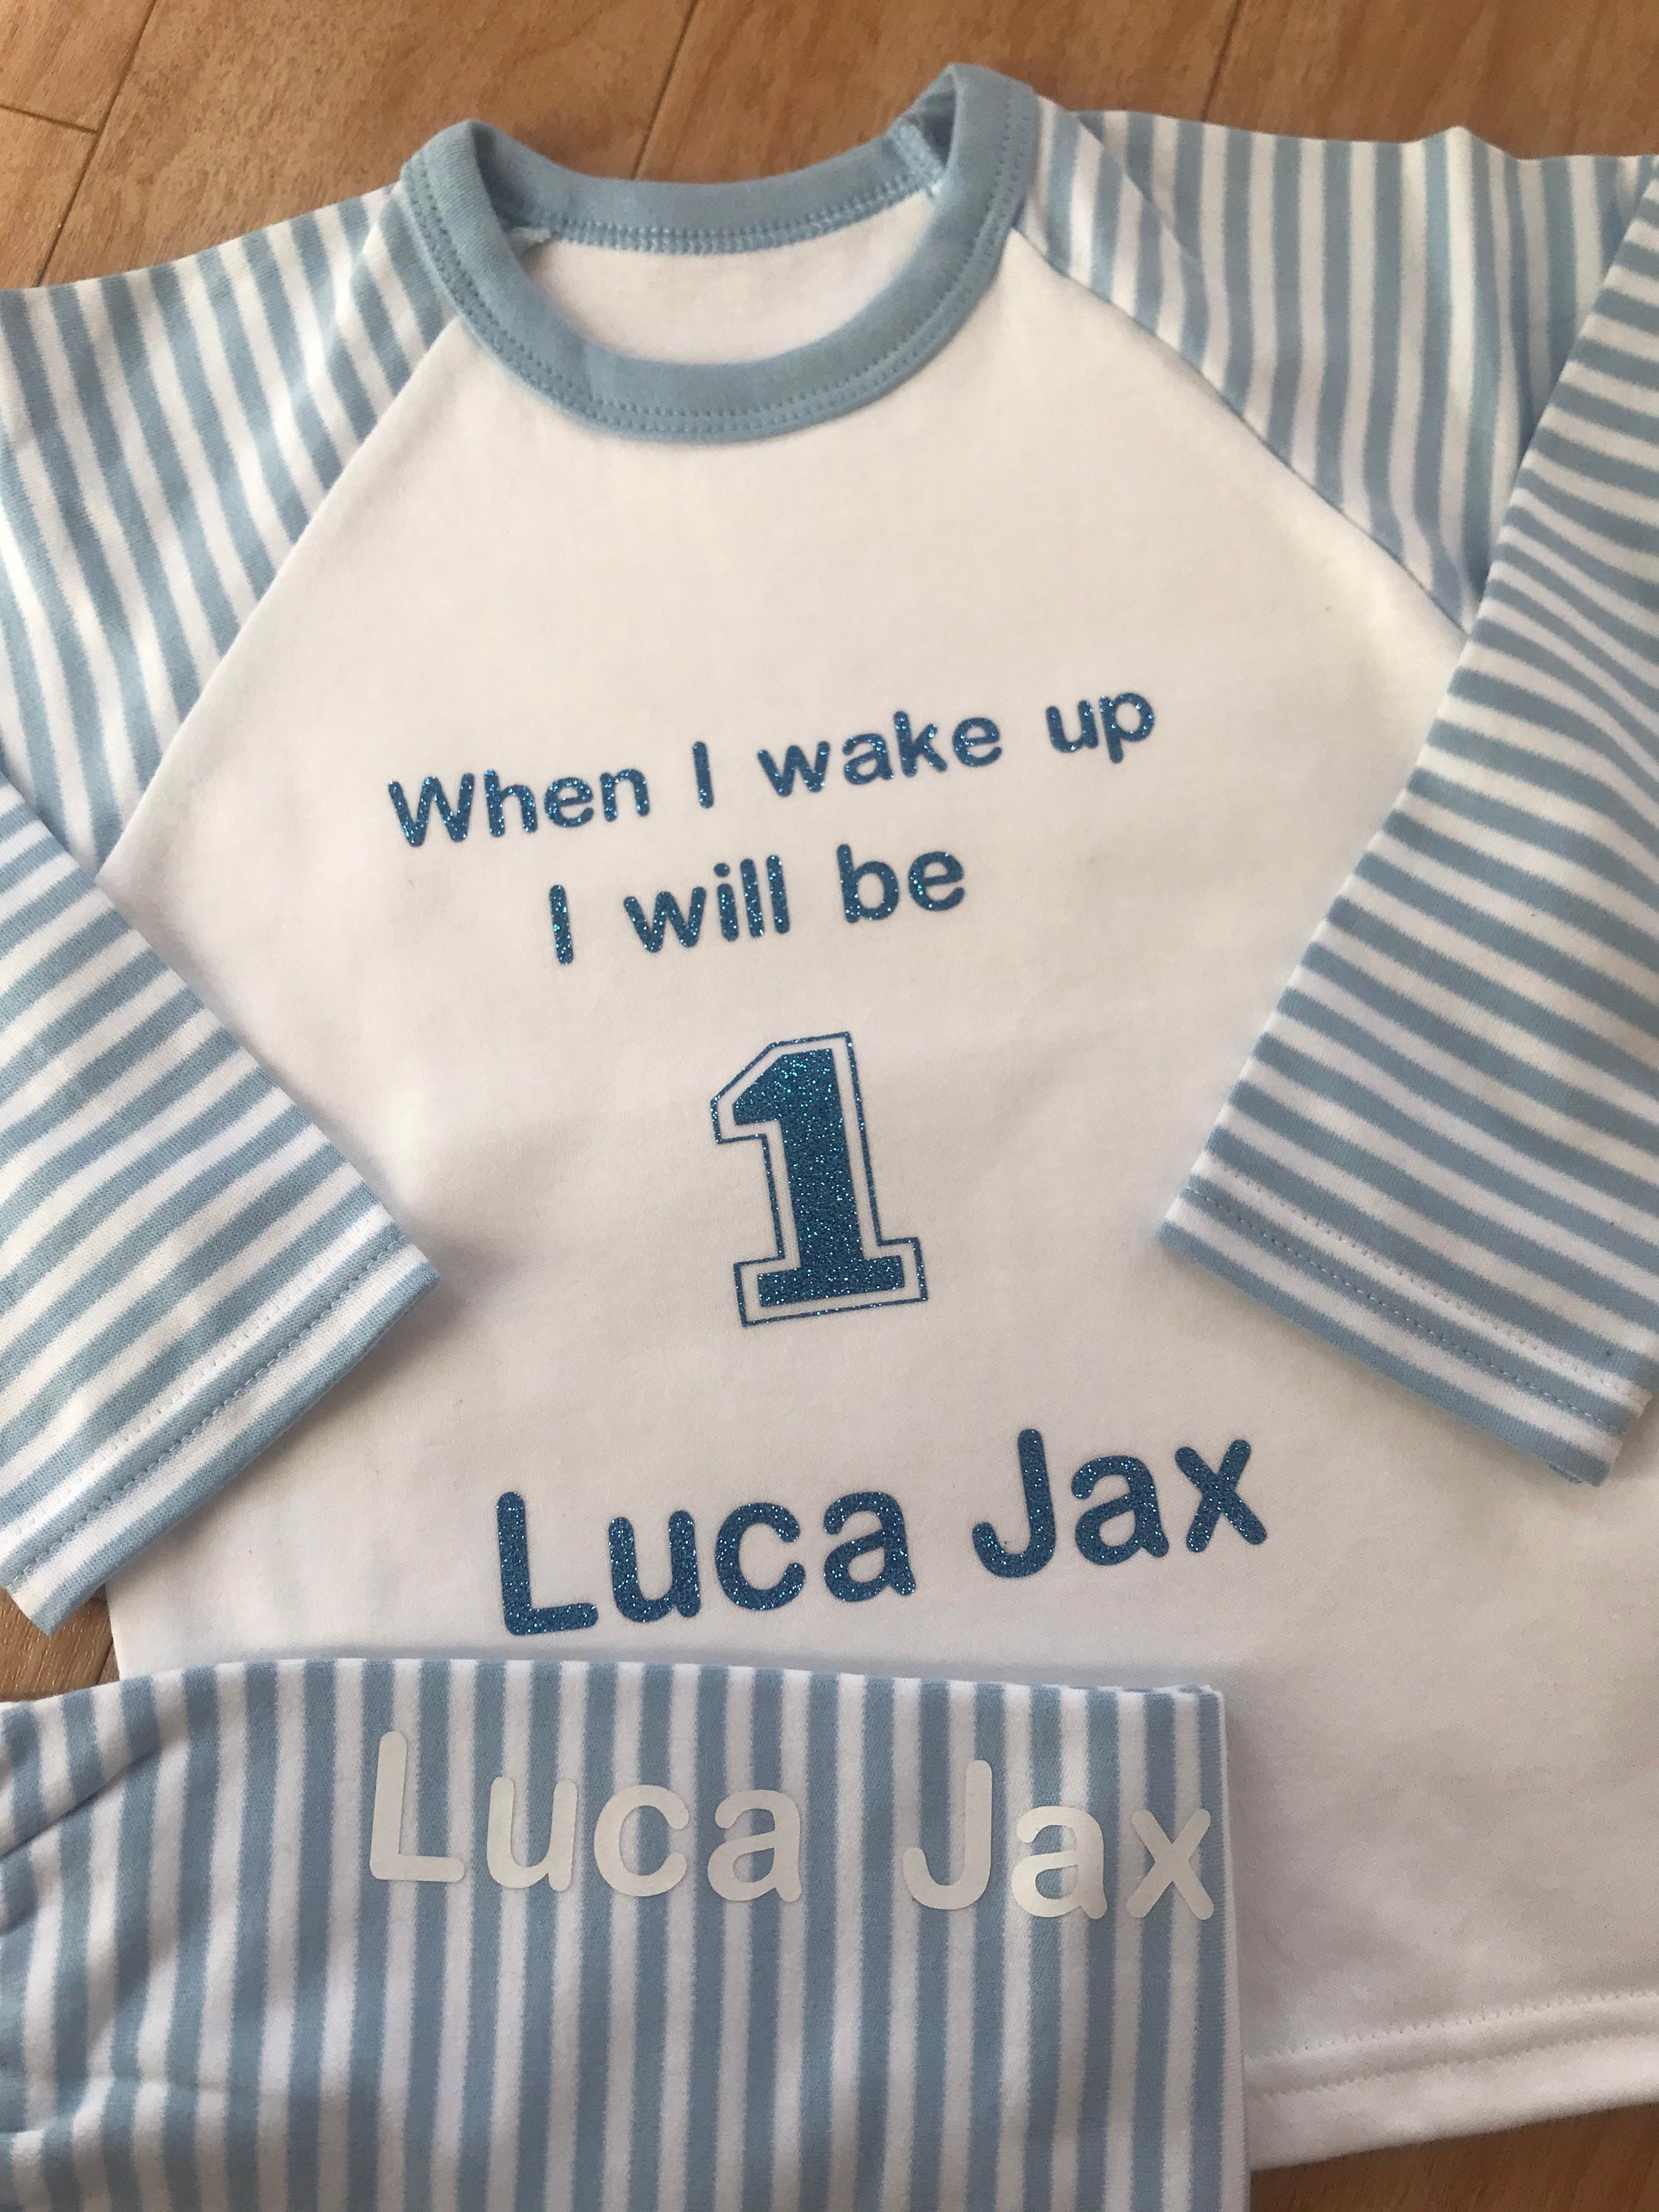 When I wake up
I will be
1
Luca Jax
Luca Jax